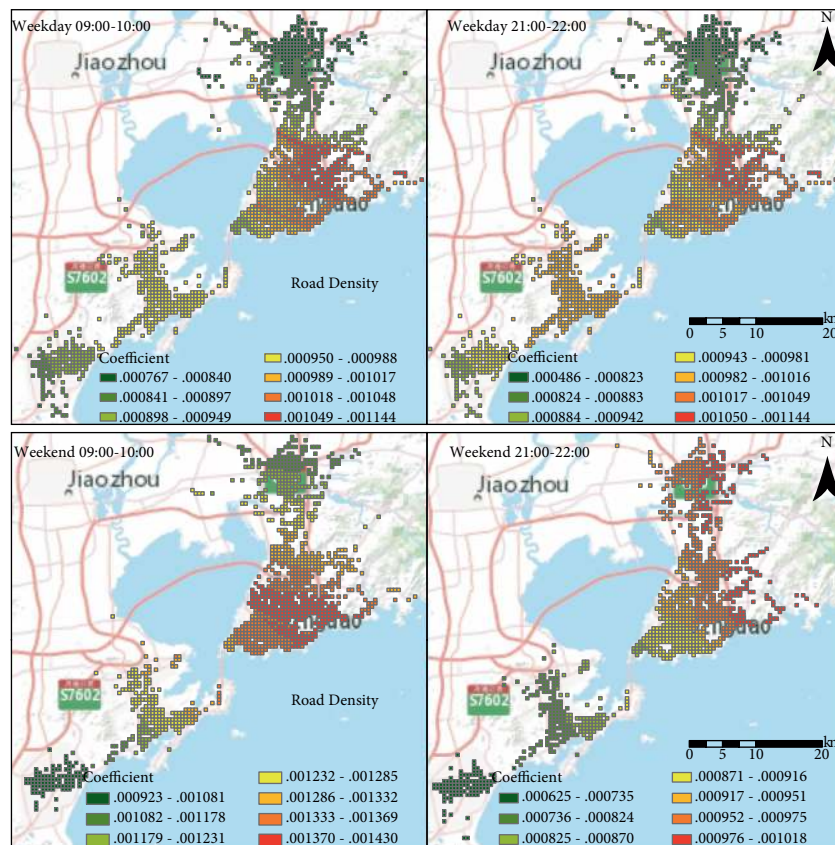 Weekday 09:00-10:00
Jiaozhou
S7602
Road Density
Coefficient
.000767 - .000840
.000841 - .000897
.000898 - .000949
.000950 - .000988
.000989 - .001017
.001018 - .001048
.001049 - .001144
Weekday 21:00-22:00
N
Jiaozhou
S7602
km
0 5 10 20
Coefficient
.000486 - .000823
.000824 - .000883
.000884 - .000942
.000943 - .000981
.000982 - .001016
.001017 - .001049
.001050 - .001144
Weekend 09:00-10:00
Jiaozhou
S7602
Road Density
Coefficient
.000923 - .001081
.001082 - .001178
.001179 - .001231
.001232 - .001285
.001286 - .001332
.001333 - .001369
.001370 - .001430
Weekend 21:00-22:00
N
Jiaozhou
S7602
km
0 5 10 20
Coefficient
.000625 - .000735
.000736 - .000824
.000825 - .000870
.000871 - .000916
.000917 - .000951
.000952 - .000975
.000976 - .001018